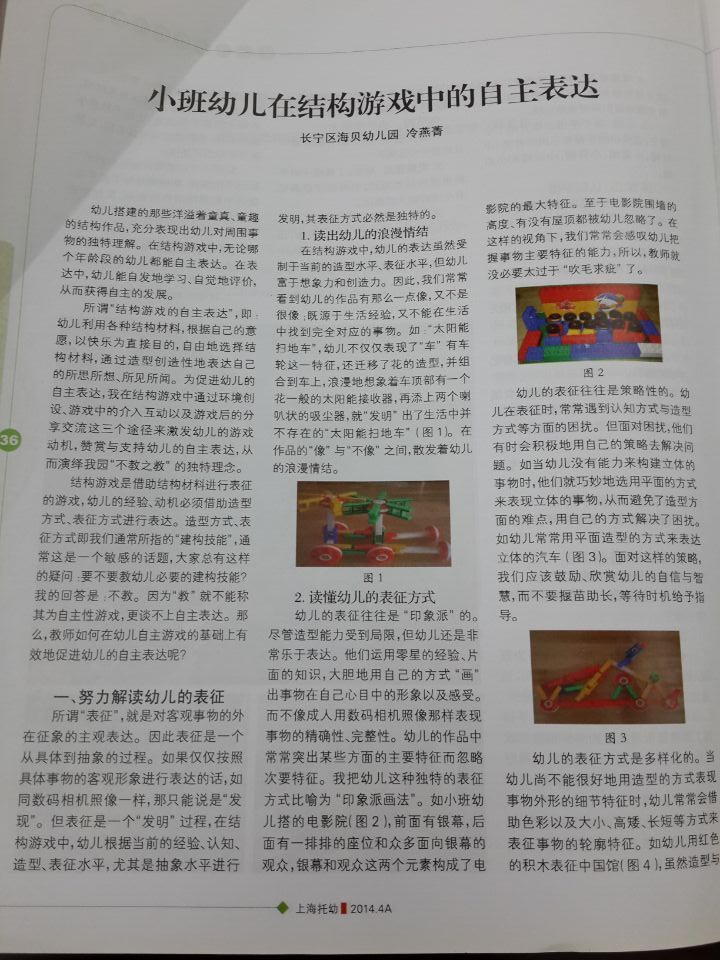 小班幼儿在结构游戏中的自主表达
长宁区海贝幼儿园 冷燕菁
幼儿搭建的那些洋溢着童真、童趣
的结构作品,充分表现出幼儿对周围事
物的独特理解。在结构游戏中,无论哪
个年龄段的幼儿都能自主表达。在表
达中,幼儿能自发地学习、自觉地评价,
从而获得自主的发展。
所谓“结构游戏的自主表达”,即:
幼儿利用各种结构材料,根据自己的意
愿,以快乐为直接目的,自由地选择结
构材料,通过造型创造性地表达自己
的所思所想、所见所闻。为促进幼儿的
自主表达,我在结构游戏中通过环境创
设、游戏中的介入互动以及游戏后的分
享交流这三个途径来激发幼儿的游戏
动机,赞赏与支持幼儿的自主表达,从
而演绎我园“不教之教”的独特理念。
结构游戏是借助结构材料进行表征
的游戏,幼儿的经验、动机必须借助造型
方式、表征方式进行表达。造型方式、表
征方式即我们通常所指的“建构技能”,通
常这是一个敏感的话题,大家总有这样
的疑问:要不要教幼儿必要的建构技能?
我的回答是:不教。因为“教”就不能称
其为自主性游戏,更谈不上自主表达。那
么,教师如何在幼儿自主游戏的基础上有
效地促进幼儿的自主表达呢?
一、努力解读幼儿的表征
所谓“表征”,就是对客观事物的外
在征象的主观表达。因此表征是一个
从具体到抽象的过程。如果仅仅按照
具体事物的客观形象进行表达的话,如
同数码相机照像一样,那只能说是“发
现”。但表征是一个“发明”过程,在结
构游戏中,幼儿根据当前的经验、认知、
造型、表征水平,尤其是抽象水平进行
发明,其表征方式必然是独特的。
1. 读出幼儿的浪漫情结
在结构游戏中,幼儿的表达虽然受
制于当前的造型水平、表征水平,但幼儿
富于想象力和创造力。因此,我们常常
看到幼儿的作品有那么一点像,又不是
很像;既源于生活经验,又不能在生活
中找到完全对应的事物。如:“太阳能
扫地车”,幼儿不仅仅表现了“车”有车
轮这一特征,还迁移了花的造型,并组
合到车上,浪漫地想象着车顶部有一个
花一般的太阳能接收器,再添上两个喇
叭状的吸尘器,就“发明”出了生活中并
不存在的“太阳能扫地车”(图1)。在
作品的“像”与“不像”之间,散发着幼儿
的浪漫情结。
图 1
2. 读懂幼儿的表征方式
幼儿的表征往往是“印象派”的。
尽管造型能力受到局限,但幼儿还是非
常乐于表达。他们运用零星的经验、片
面的知识,大胆地用自己的方式“画”
出事物在自己心目中的形象以及感受。
而不像成人用数码相机照像那样表现
事物的精确性、完整性。幼儿的作品中
常常突出某些方面的主要特征而忽略
次要特征。我把幼儿这种独特的表征
方式比喻为“印象派画法”。如小班幼
儿搭的电影院(图2),前面有银幕,后
面有一排排的座位和众多面向银幕的
观众,银幕和观众这两个元素构成了电
影院的最大特征。至于电影院围墙的
高度、有没有屋顶都被幼儿忽略了。在
这样的视角下,我们常常会感叹幼儿把
握事物主要特征的能力,所以,教师就
没必要太过于“吹毛求疵”了。
图 2
幼儿的表征往往是策略性的。幼
儿在表征时,常常遇到认知方式与造型
方式等方面的困扰。但面对困扰,他们
有时会积极地用自己的策略去解决问
题。如当幼儿没有能力来构建立体的
事物时,他们就巧妙地选用平面的方式
来表现立体的事物,从而避免了造型方
面的难点,用自己的方式解决了困扰。
如幼儿常常用平面造型的方式来表达
立体的汽车(图3)。面对这样的策略,
我们应该鼓励、欣赏幼儿的自信与智
慧,而不要揠苗助长,等待时机给予指
导。
图 3
幼儿的表征方式是多样化的。当
幼儿尚不能很好地用造型的方式表现
事物外形的细节特征时,幼儿常常会借
助色彩以及大小、高矮、长短等方式来
表征事物的轮廓特征。如幼儿用红色
的积木表征中国馆(图4),虽然造型与
36
上海托幼 2014.4A